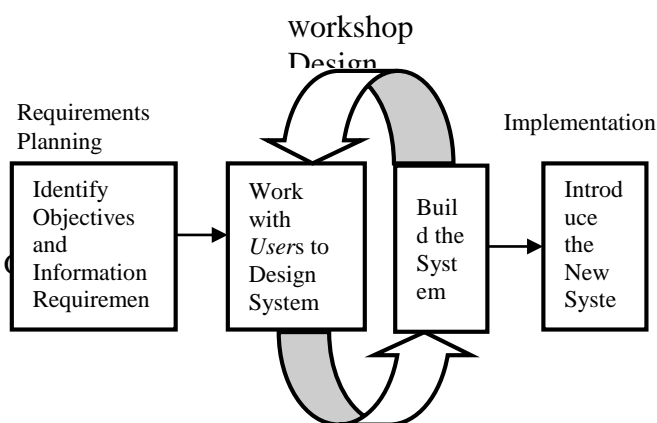 workshop
Design
Requirements
Planning
Implementation
Identify
Objectives
and
Information
Requiremen
Work
with
Users to
Design
System
Buil
d the
Syst
em
Introd
uce
the
New
Syste